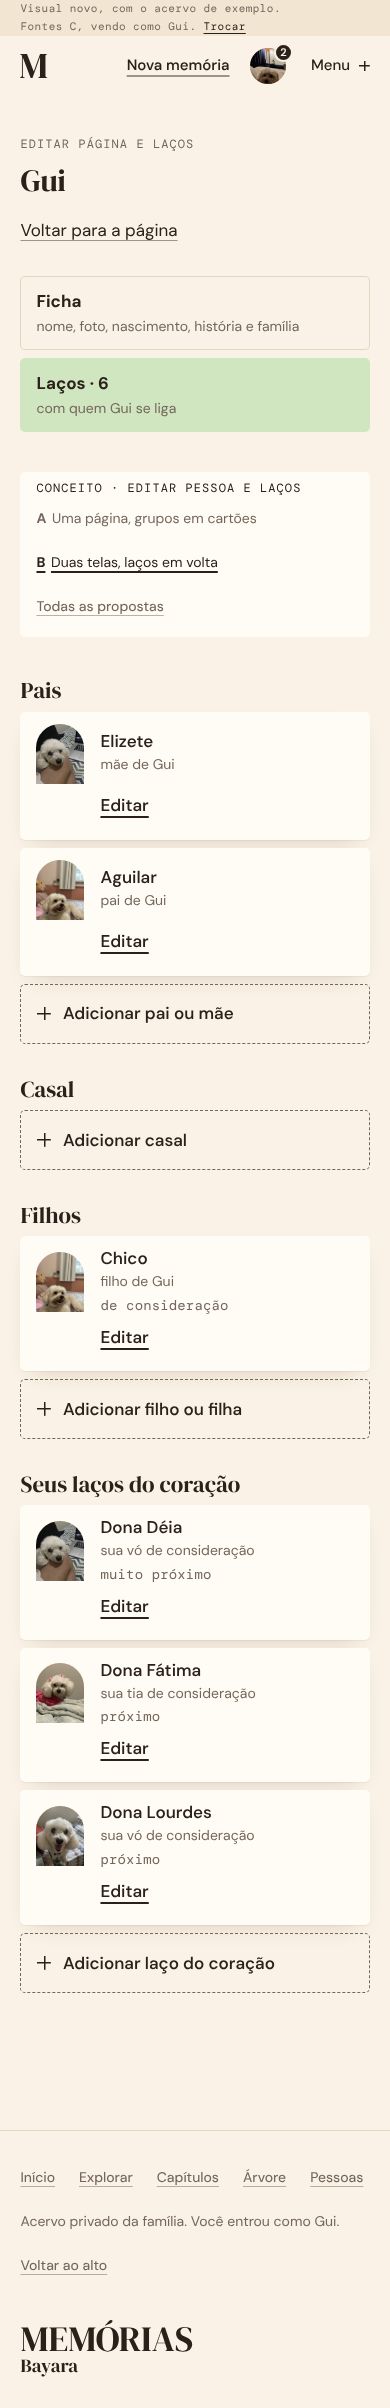 Visual novo, com o acervo de exemplo.
Fontes C, vendo como Gui. Trocar
M
Nova memória
2
Menu +
EDITAR PÁGINA E LAÇOS
Gui
Voltar para a página
Ficha
nome, foto, nascimento, história e família
Laços · 6
com quem Gui se liga
CONCEITO · EDITAR PESSOA E LAÇOS
A Uma página, grupos em cartões
B Duas telas, laços em volta
Todas as propostas
Pais
Elizete
mãe de Gui
Editar
Aguilar
pai de Gui
Editar
+ Adicionar pai ou mãe
Casal
+ Adicionar casal
Filhos
Chico
filho de Gui
de consideração
Editar
+ Adicionar filho ou filha
Seus laços do coração
Dona Déia
sua vó de consideração
muito próximo
Editar
Dona Fátima
sua tia de consideração
próximo
Editar
Dona Lourdes
sua vó de consideração
próximo
Editar
+ Adicionar laço do coração
Início Explorar Capítulos Árvore Pessoas
Acervo privado da família. Você entrou como Gui.
Voltar ao alto
MEMÓRIAS
Bayara